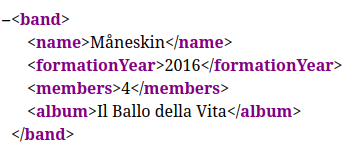 –<band>
<name>Måneskin</name>
<formationYear>2016</formationYear>
<members>4</members>
<album>Il Ballo della Vita</album>
</band>